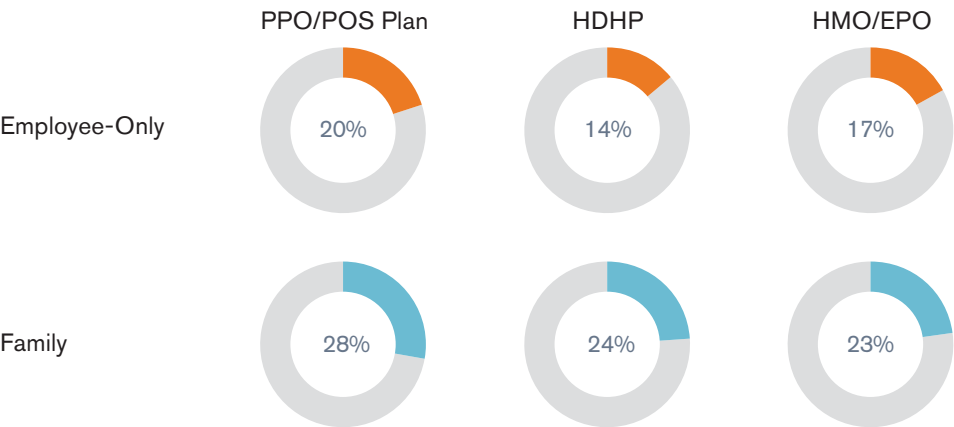 PPO/POS Plan HDHP HMO/EPO
Employee-Only 20% 14% 17%
Family 28% 24% 23%